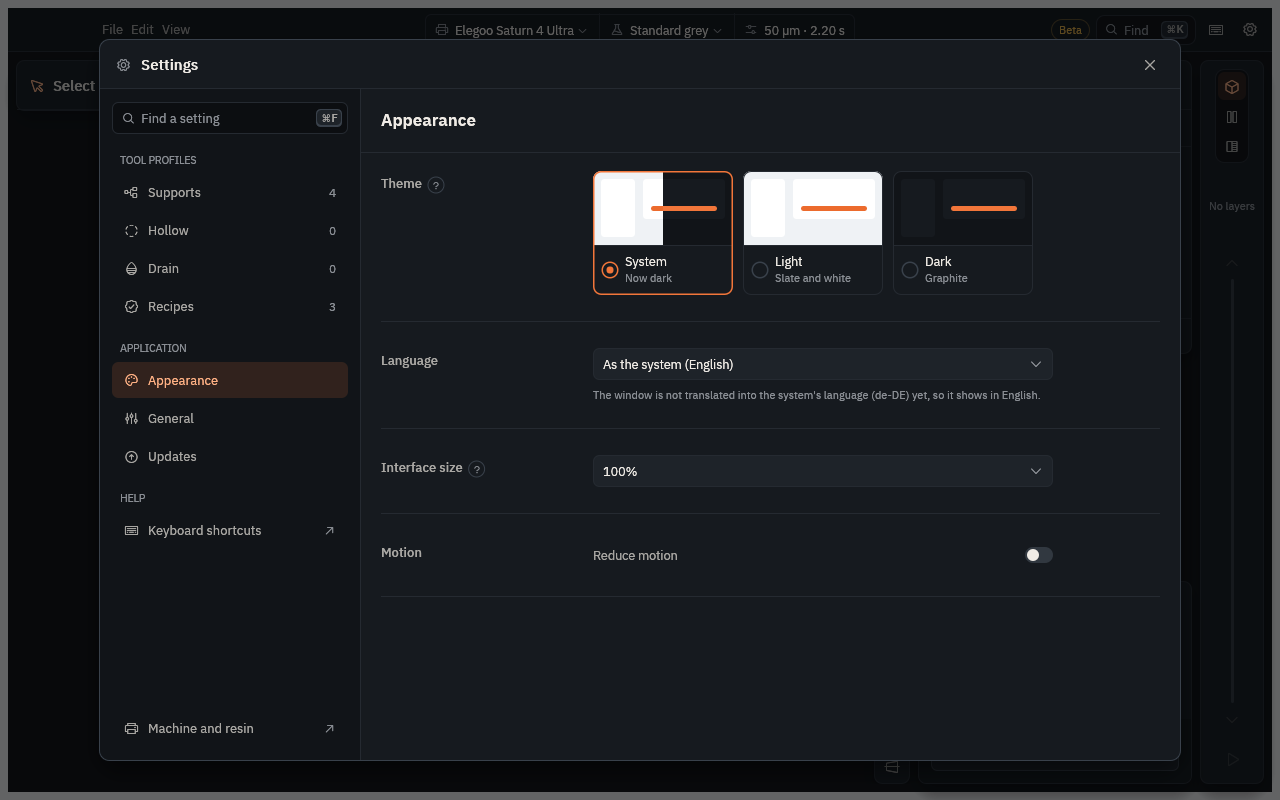 File Edit View
Elegoo Saturn 4 Ultra
Standard grey
50 µm · 2.20 s
Beta
Find ⌘K
Select
Settings
Find a setting ⌘F
TOOL PROFILES
Supports 4
Hollow 0
Drain 0
Recipes 3
APPLICATION
Appearance
General
Updates
HELP
Keyboard shortcuts
Machine and resin
Appearance
Theme ?
System
Now dark
Light
Slate and white
Dark
Graphite
Language
As the system (English)
The window is not translated into the system's language (de-DE) yet, so it shows in English.
Interface size ?
100%
Motion
Reduce motion
No layers